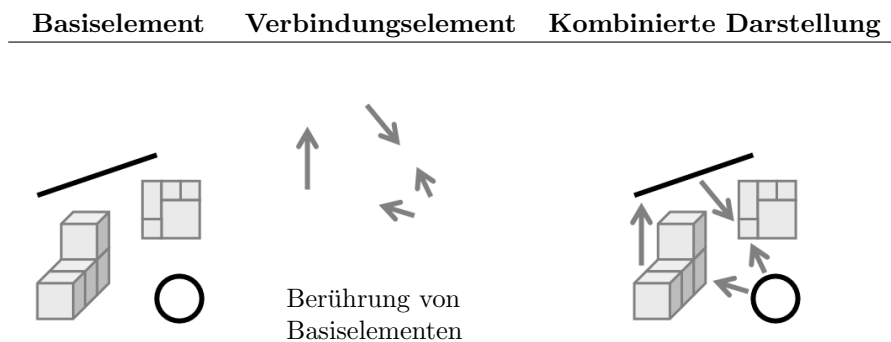 Basiselement Verbindungselement Kombinierte Darstellung
Berührung von
Basiselementen